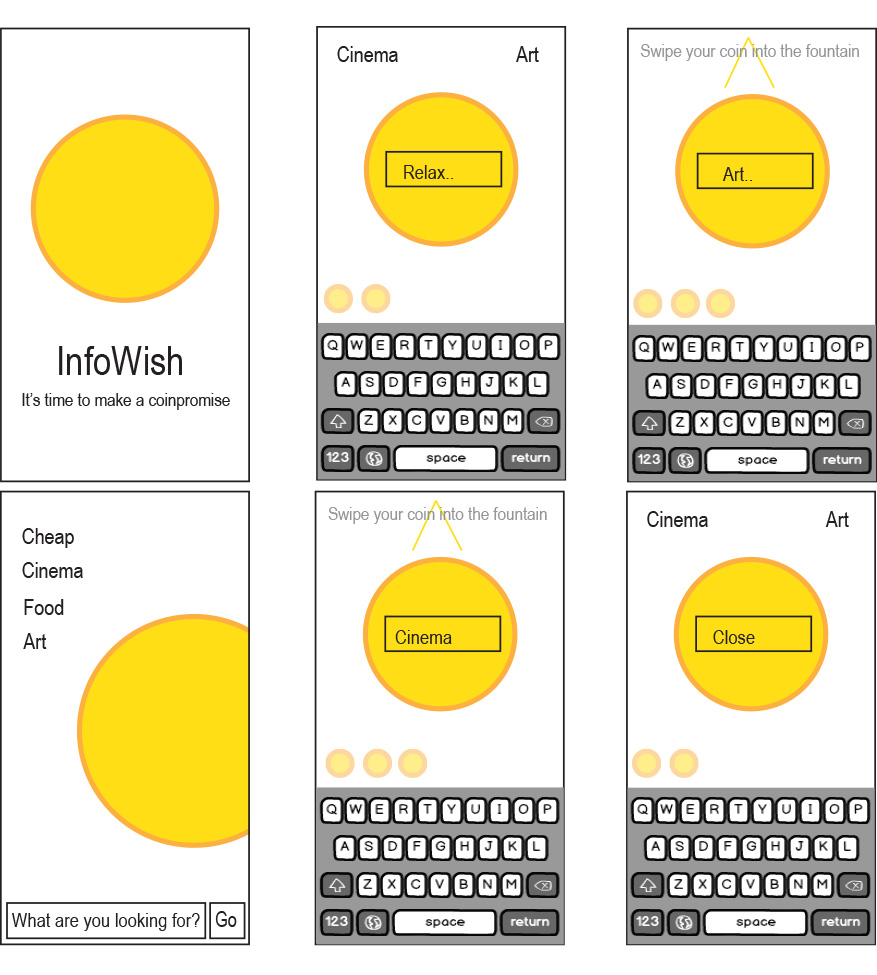 InfoWish
It's time to make a coinpromise
Cinema Art
Relax..
Q W E R T Y U I O P
A S D F G H J K L
Z X C V B N M
123 space return
Swipe your coin into the fountain
Art..
Q W E R T Y U I O P
A S D F G H J K L
Z X C V B N M
123 space return
Cheap
Cinema
Food
Art
What are you looking for? Go
Swipe your coin into the fountain
Cinema
Q W E R T Y U I O P
A S D F G H J K L
Z X C V B N M
123 space return
Cinema Art
Close
Q W E R T Y U I O P
A S D F G H J K L
Z X C V B N M
123 space return